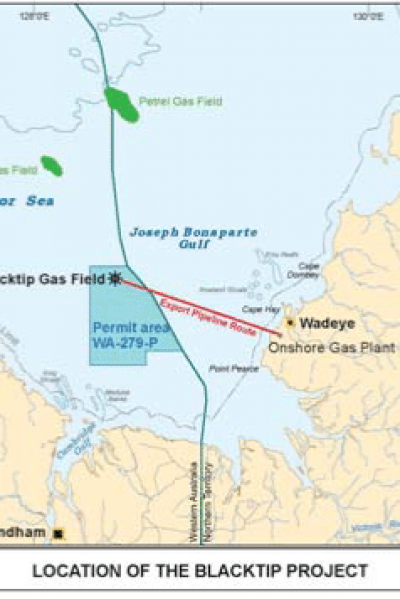 128°0'E
130°0'E
Petrel Gas Field
s Field
or Sea
Joseph Bonaparte
Gulf
Cape
Dombey
cktip Gas Field
Export Pipeline Route
Cape Hay
Wadeye
Onshore Gas Plant
Permit area
WA-279-P
Point Pearce
Cambridge
Gulf
Western Australia
Northern Territory
Victoria
ndham
LOCATION OF THE BLACKTIP PROJECT